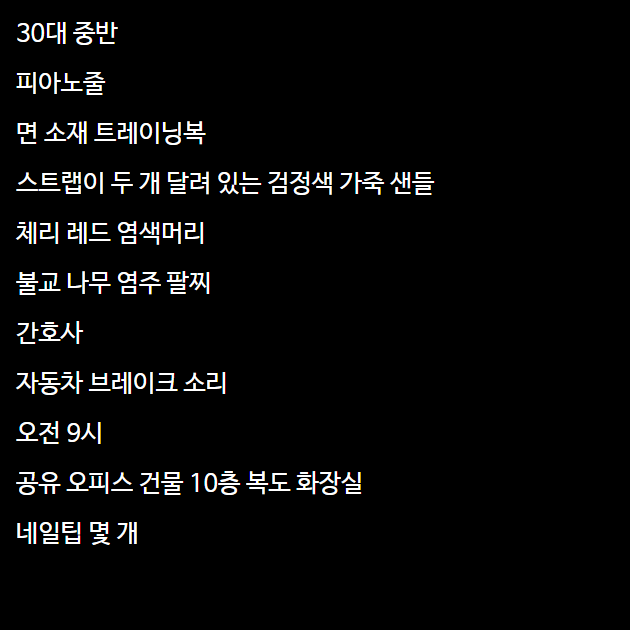 30대 중반
피아노줄
면 소재 트레이닝복
스트랩이 두 개 달려 있는 검정색 가죽 샌들
체리 레드 염색머리
불교 나무 염주 팔찌
간호사
자동차 브레이크 소리
오전 9시
공유 오피스 건물 10층 복도 화장실
네일팁 몇 개